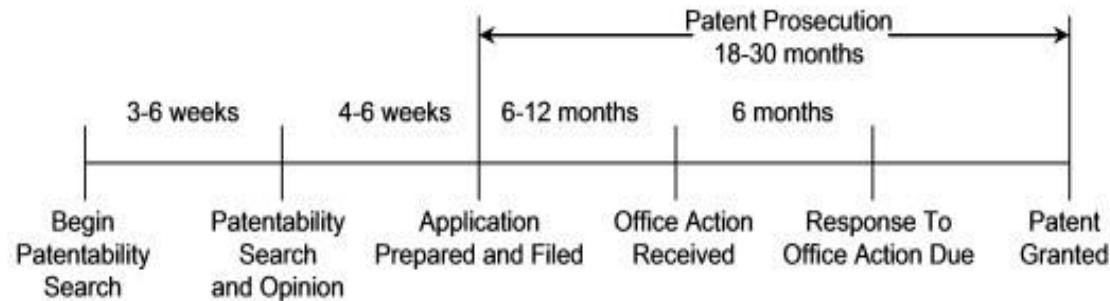 Patent Prosecution
18-30 months
3-6 weeks
4-6 weeks
6-12 months
6 months
Begin
Patentability
Search
Patentability
Search
and Opinion
Application
Prepared and Filed
Office Action
Received
Response To
Office Action Due
Patent
Granted